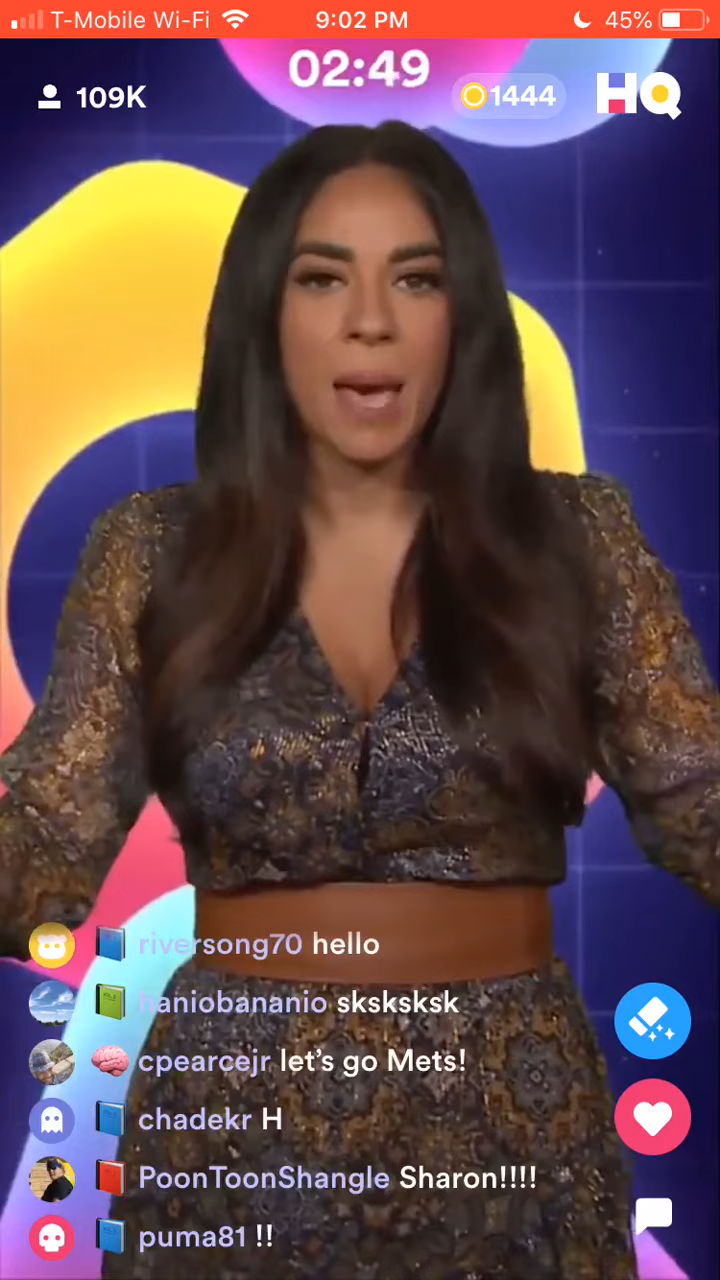 T-Mobile Wi-Fi 9:02 PM 45%
02:49
109K 1444 HQ
riversong70 hello
haniobananio sksksksk
cpearcejr let's go Mets!
chadekr H
PoonToonShangle Sharon!!!!
puma81 !!